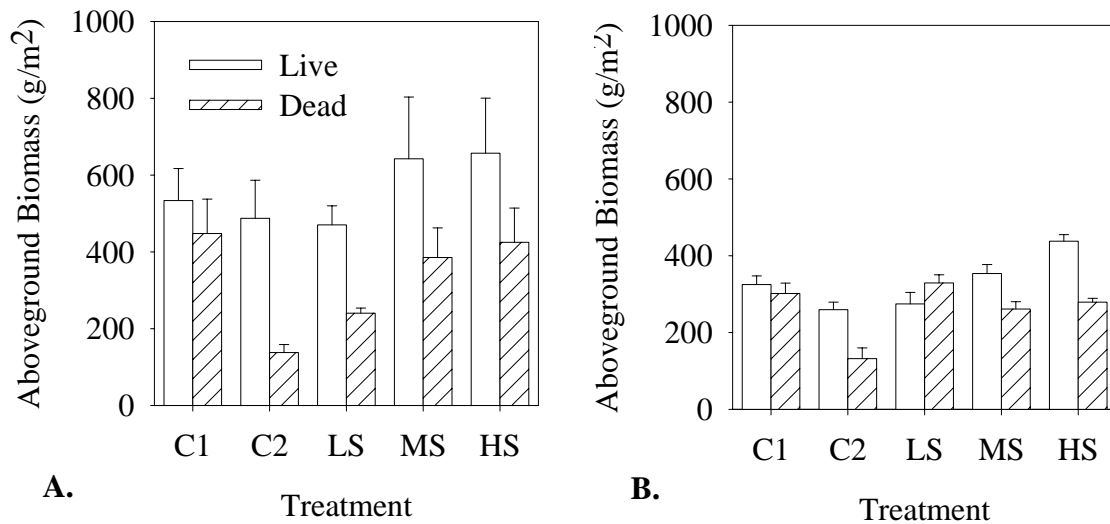 Aboveground Biomass (g/m²)
1000
800
600
400
200
0
Live
Dead
C1 C2 LS MS HS
A.
Treatment
Aboveground Biomass (g/m²)
1000
800
600
400
200
0
C1 C2 LS MS HS
B.
Treatment